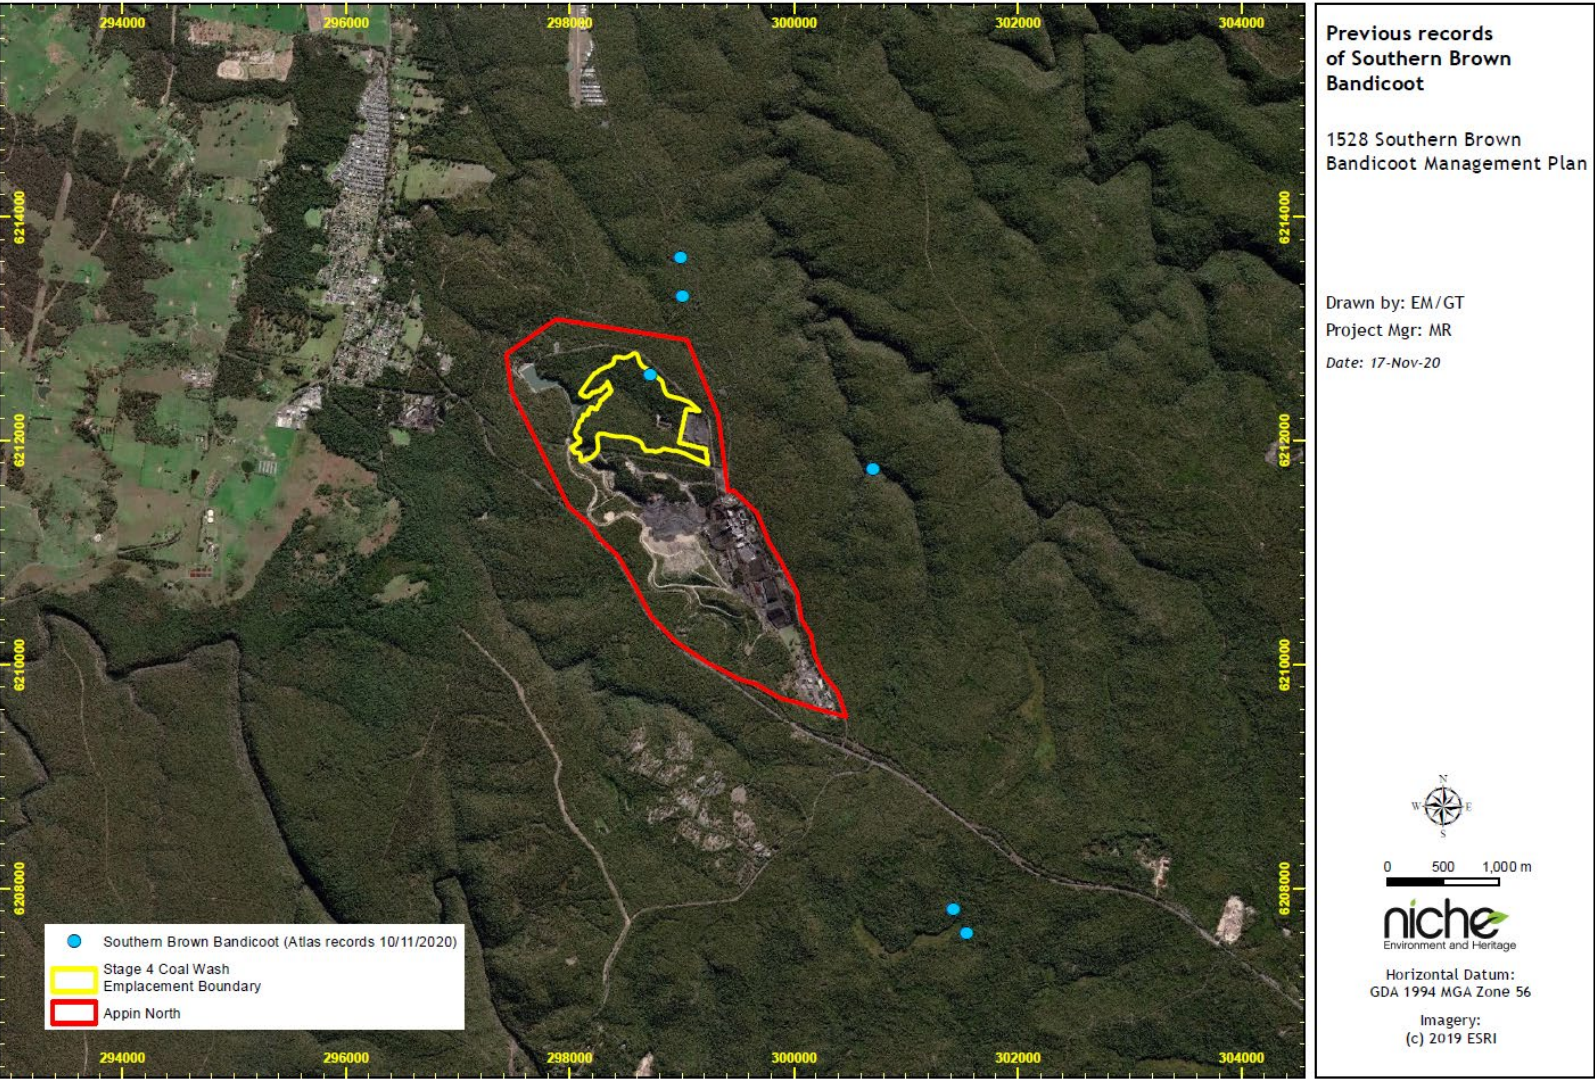 294000
296000
298000
300000
302000
304000
6214000
6214000
6212000
6212000
6210000
6210000
6208000
6208000
294000
296000
298000
300000
302000
304000
Southern Brown Bandicoot (Atlas records 10/11/2020)
Stage 4 Coal Wash
Emplacement Boundary
Appin North
Previous records
of Southern Brown
Bandicoot
1528 Southern Brown
Bandicoot Management Plan
Drawn by: EM/GT
Project Mgr: MR
Date: 17-Nov-20
N
W
E
S
0 500 1,000 m
niche
Environment and Heritage
Horizontal Datum:
GDA 1994 MGA Zone 56
Imagery:
(c) 2019 ESRI